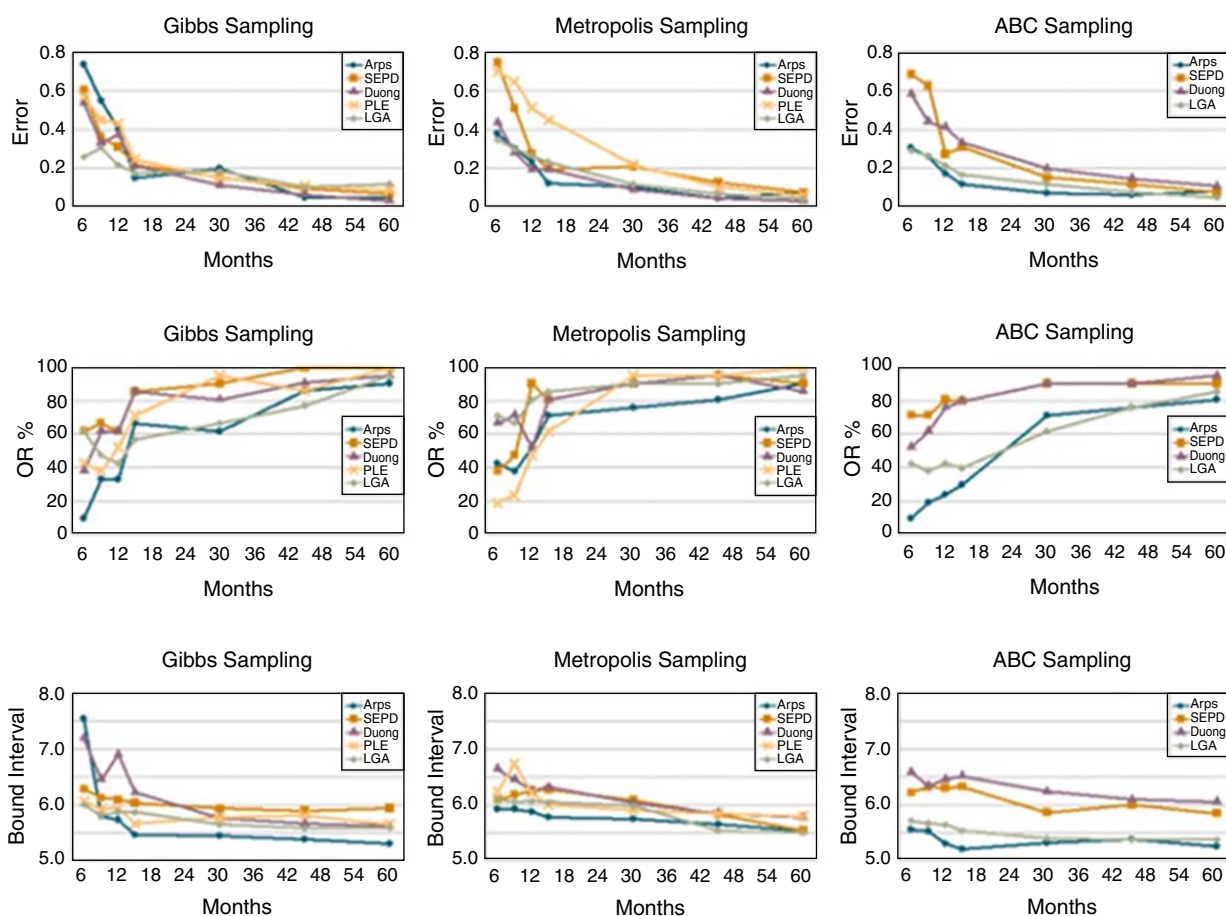 Gibbs Sampling
0.8
0.6
0.4
0.2
0
Error
Arps
SEPD
Duong
PLE
LGA
6 12 18 24 30 36 42 48 54 60
Months
Metropolis Sampling
0.8
0.6
0.4
0.2
0
Error
Arps
SEPD
Duong
PLE
LGA
6 12 18 24 30 36 42 48 54 60
Months
ABC Sampling
0.8
0.6
0.4
0.2
0
Error
Arps
SEPD
Duong
LGA
6 12 18 24 30 36 42 48 54 60
Months
Gibbs Sampling
100
80
60
40
20
0
OR %
Arps
SEPD
Duong
PLE
LGA
6 12 18 24 30 36 42 48 54 60
Months
Metropolis Sampling
100
80
60
40
20
0
OR %
Arps
SEPD
Duong
PLE
LGA
6 12 18 24 30 36 42 48 54 60
Months
ABC Sampling
100
80
60
40
20
0
OR %
Arps
SEPD
Duong
LGA
6 12 18 24 30 36 42 48 54 60
Months
Gibbs Sampling
8.0
7.0
6.0
5.0
Bound Interval
Arps
SEPD
Duong
PLE
LGA
6 12 18 24 30 36 42 48 54 60
Months
Metropolis Sampling
8.0
7.0
6.0
5.0
Bound Interval
Arps
SEPD
Duong
PLE
LGA
6 12 18 24 30 36 42 48 54 60
Months
ABC Sampling
8.0
7.0
6.0
5.0
Bound Interval
Arps
SEPD
Duong
LGA
6 12 18 24 30 36 42 48 54 60
Months